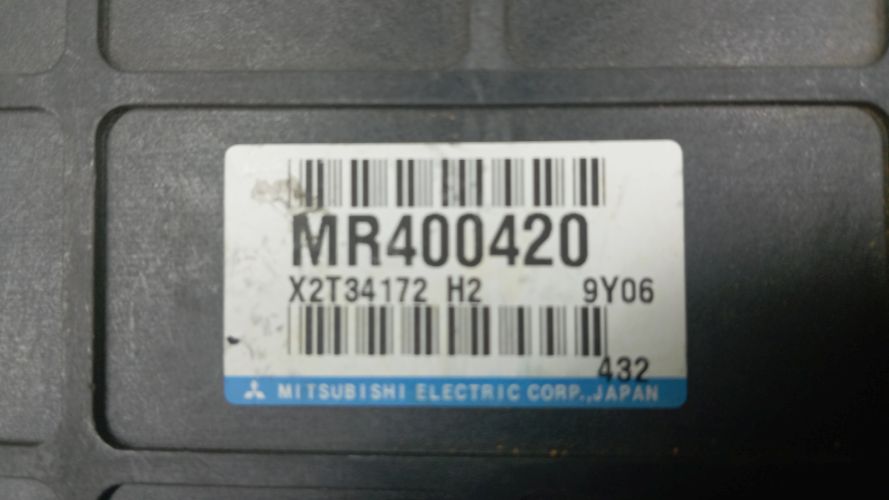 MR400420
X2T34172 H2 9Y06
432
MITSUBISHI ELECTRIC CORP.,JAPAN